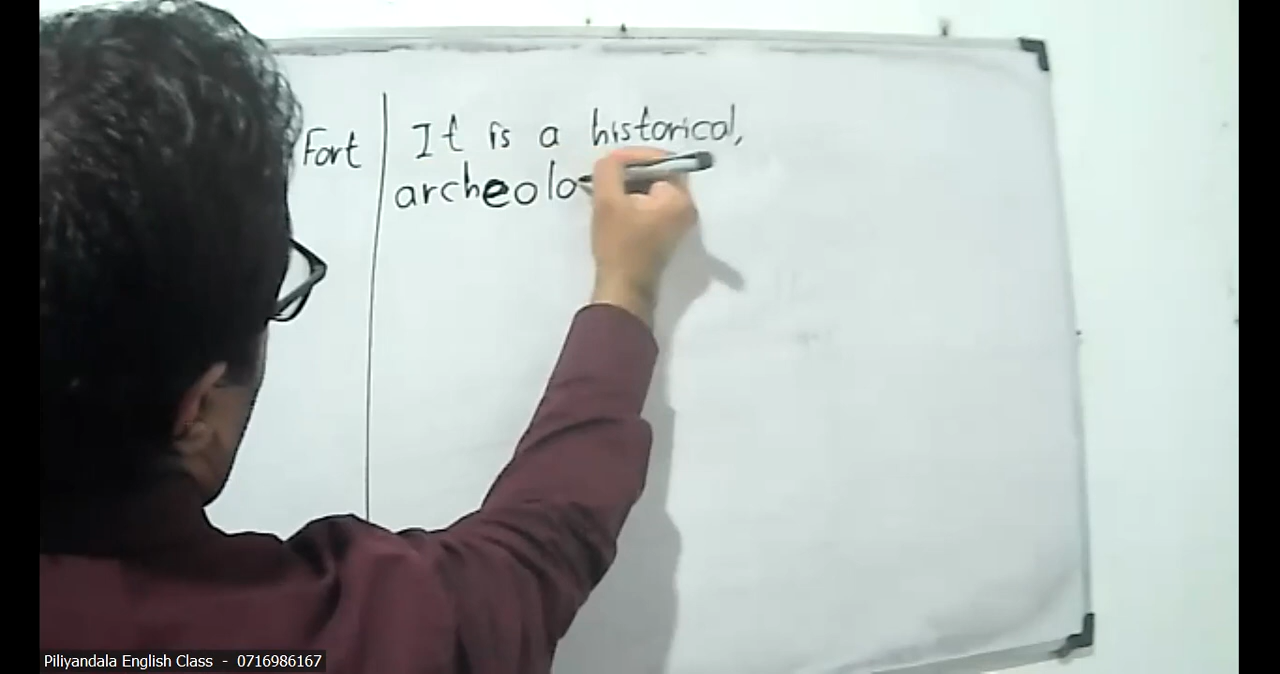 Fort
It is a historical,
archeolo
Piliyandala English Class - 0716986167